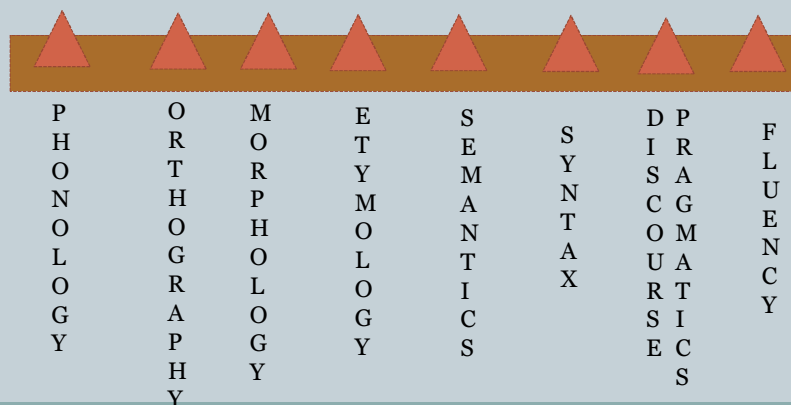 PHONOLOGY
ORTHOGRAPHY
MORPHOLOGY
ETYMOLOGY
SEMANTICS
SYNTAX
DISCOURSE
PRAGMATICS
FLUENCY